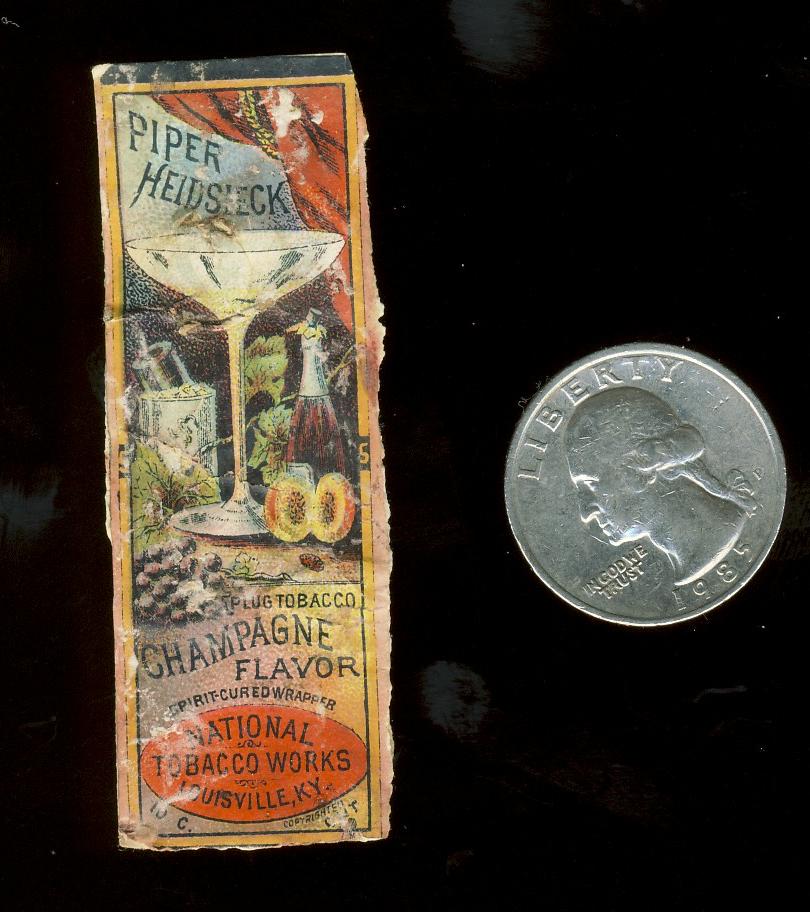 PIPER
HEIDSIECK
PLUG TOBACCO
CHAMPAGNE
FLAVOR
SPIRIT-CURED WRAPPER
NATIONAL
TOBACCO WORKS
LOUISVILLE, KY.
10 C.
COPYRIGHTED
LIBERTY
IN GOD WE
TRUST
1985